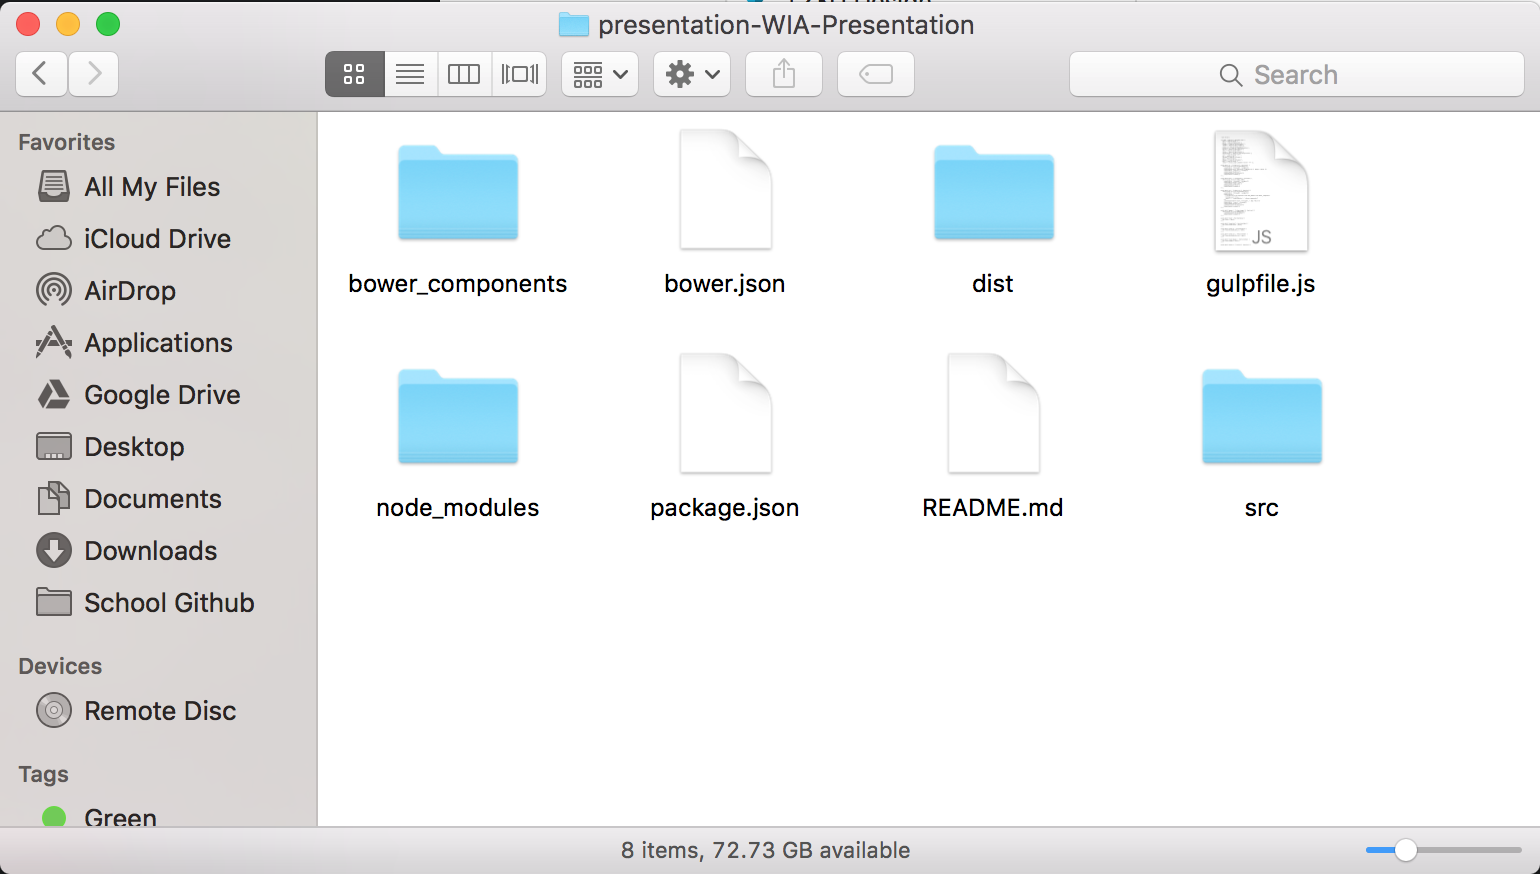 presentation-WIA-Presentation
Search
Favorites
All My Files
iCloud Drive
AirDrop
Applications
Google Drive
Desktop
Documents
Downloads
School Github
Devices
Remote Disc
Tags
Green
bower_components
bower.json
dist
JS
gulpfile.js
node_modules
package.json
README.md
src
8 items, 72.73 GB available